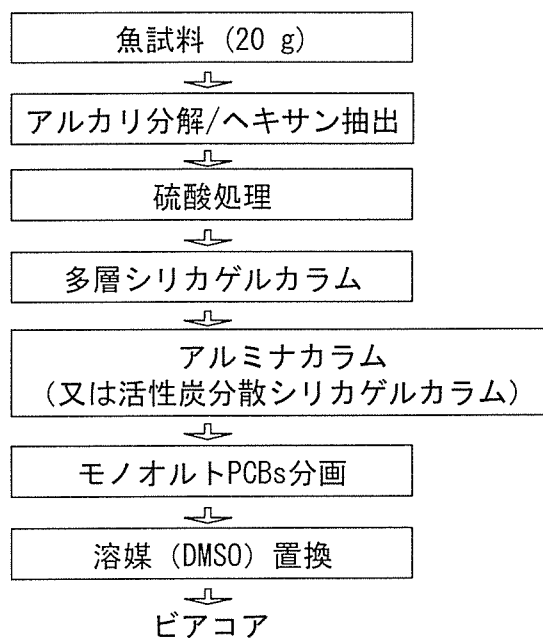 魚試料 (20 g)
アルカリ分解/ヘキサン抽出
硫酸処理
多層シリカゲルカラム
アルミナカラム
（又は活性炭分散シリカゲルカラム）
モノオルトPCBs分画
溶媒（DMSO）置換
ビアコア